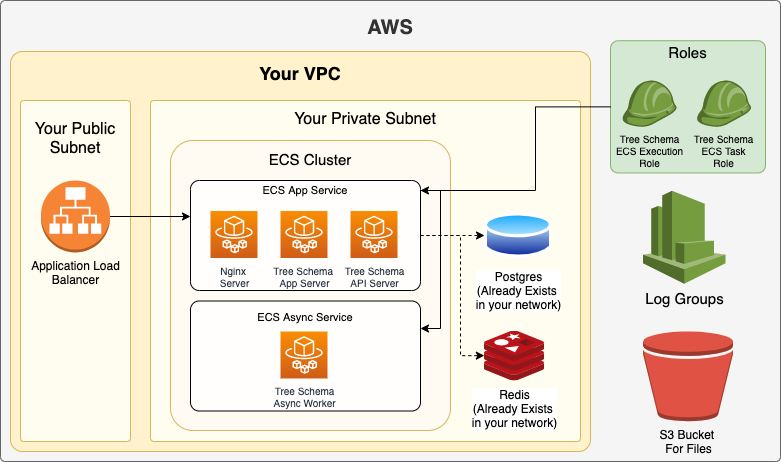 AWS
Your VPC
Your Public
Subnet
Application Load
Balancer
Your Private Subnet
ECS Cluster
ECS App Service
Nginx
Server
Tree Schema
App Server
Tree Schema
API Server
ECS Async Service
Tree Schema
Async Worker
Postgres
(Already Exists
in your network)
Redis
(Already Exists
in your network)
Roles
Tree Schema
ECS Execution
Role
Tree Schema
ECS Task
Role
Log Groups
S3 Bucket
For Files